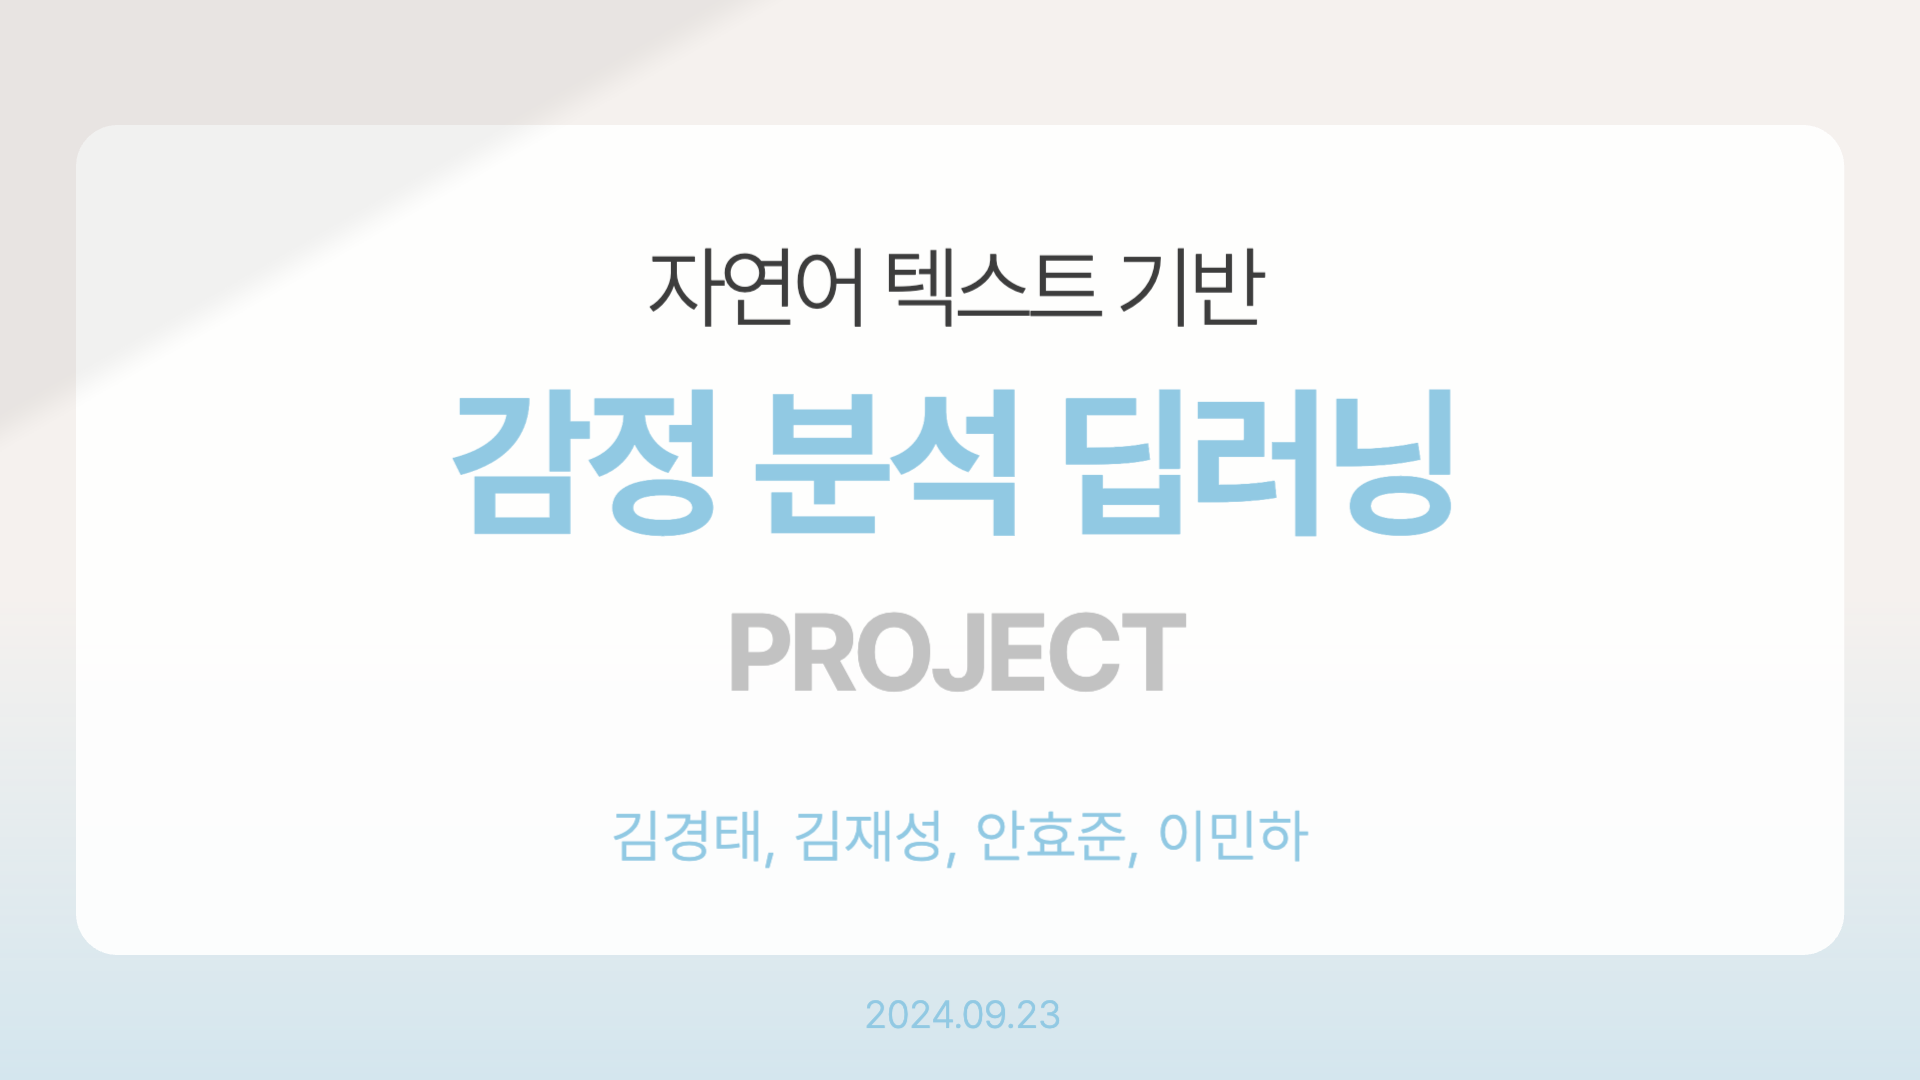 자연어 텍스트 기반
감정 분석 딥러닝
PROJECT
김경태, 김재성, 안효준, 이민하
2024.09.23